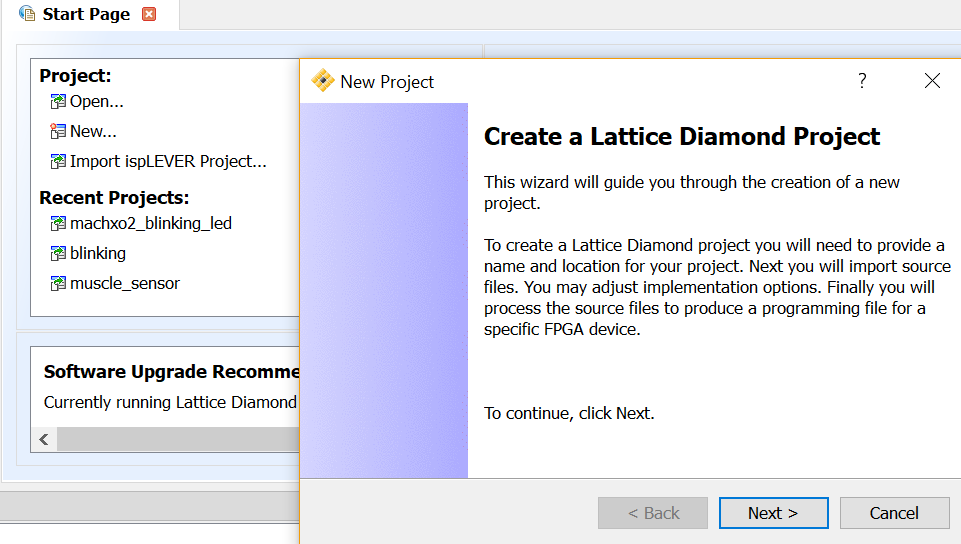 Start Page
Project:
Open...
New...
Import ispLEVER Project...
Recent Projects:
machxo2_blinking_led
blinking
muscle_sensor
Software Upgrade Recomme
Currently running Lattice Diamond
New Project
?
Create a Lattice Diamond Project
This wizard will guide you through the creation of a new
project.
To create a Lattice Diamond project you will need to provide a
name and location for your project. Next you will import source
files. You may adjust implementation options. Finally you will
process the source files to produce a programming file for a
specific FPGA device.
To continue, click Next.
< Back
Next >
Cancel